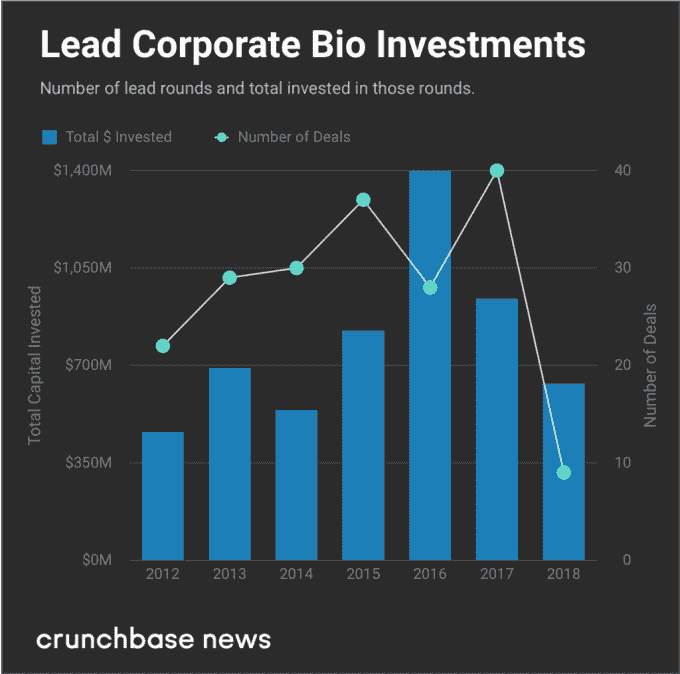 Lead Corporate Bio Investments
Number of lead rounds and total invested in those rounds.
Total $ Invested
Number of Deals
$1,400M
40
$1,050M
30
$700M
20
$350M
10
$0M
0
Total Capital Invested
Number of Deals
2012 2013 2014 2015 2016 2017 2018
crunchbase news